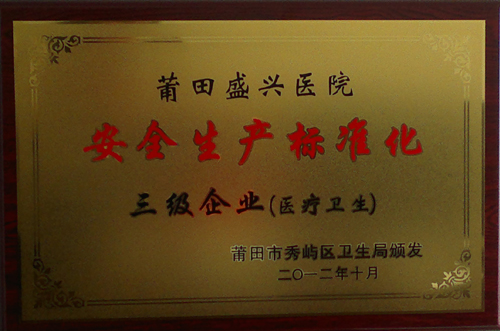 莆田盛兴医院
安全生产标准化
三级企业(医疗卫生)
莆田市秀屿区卫生局颁发
二〇一二年十月